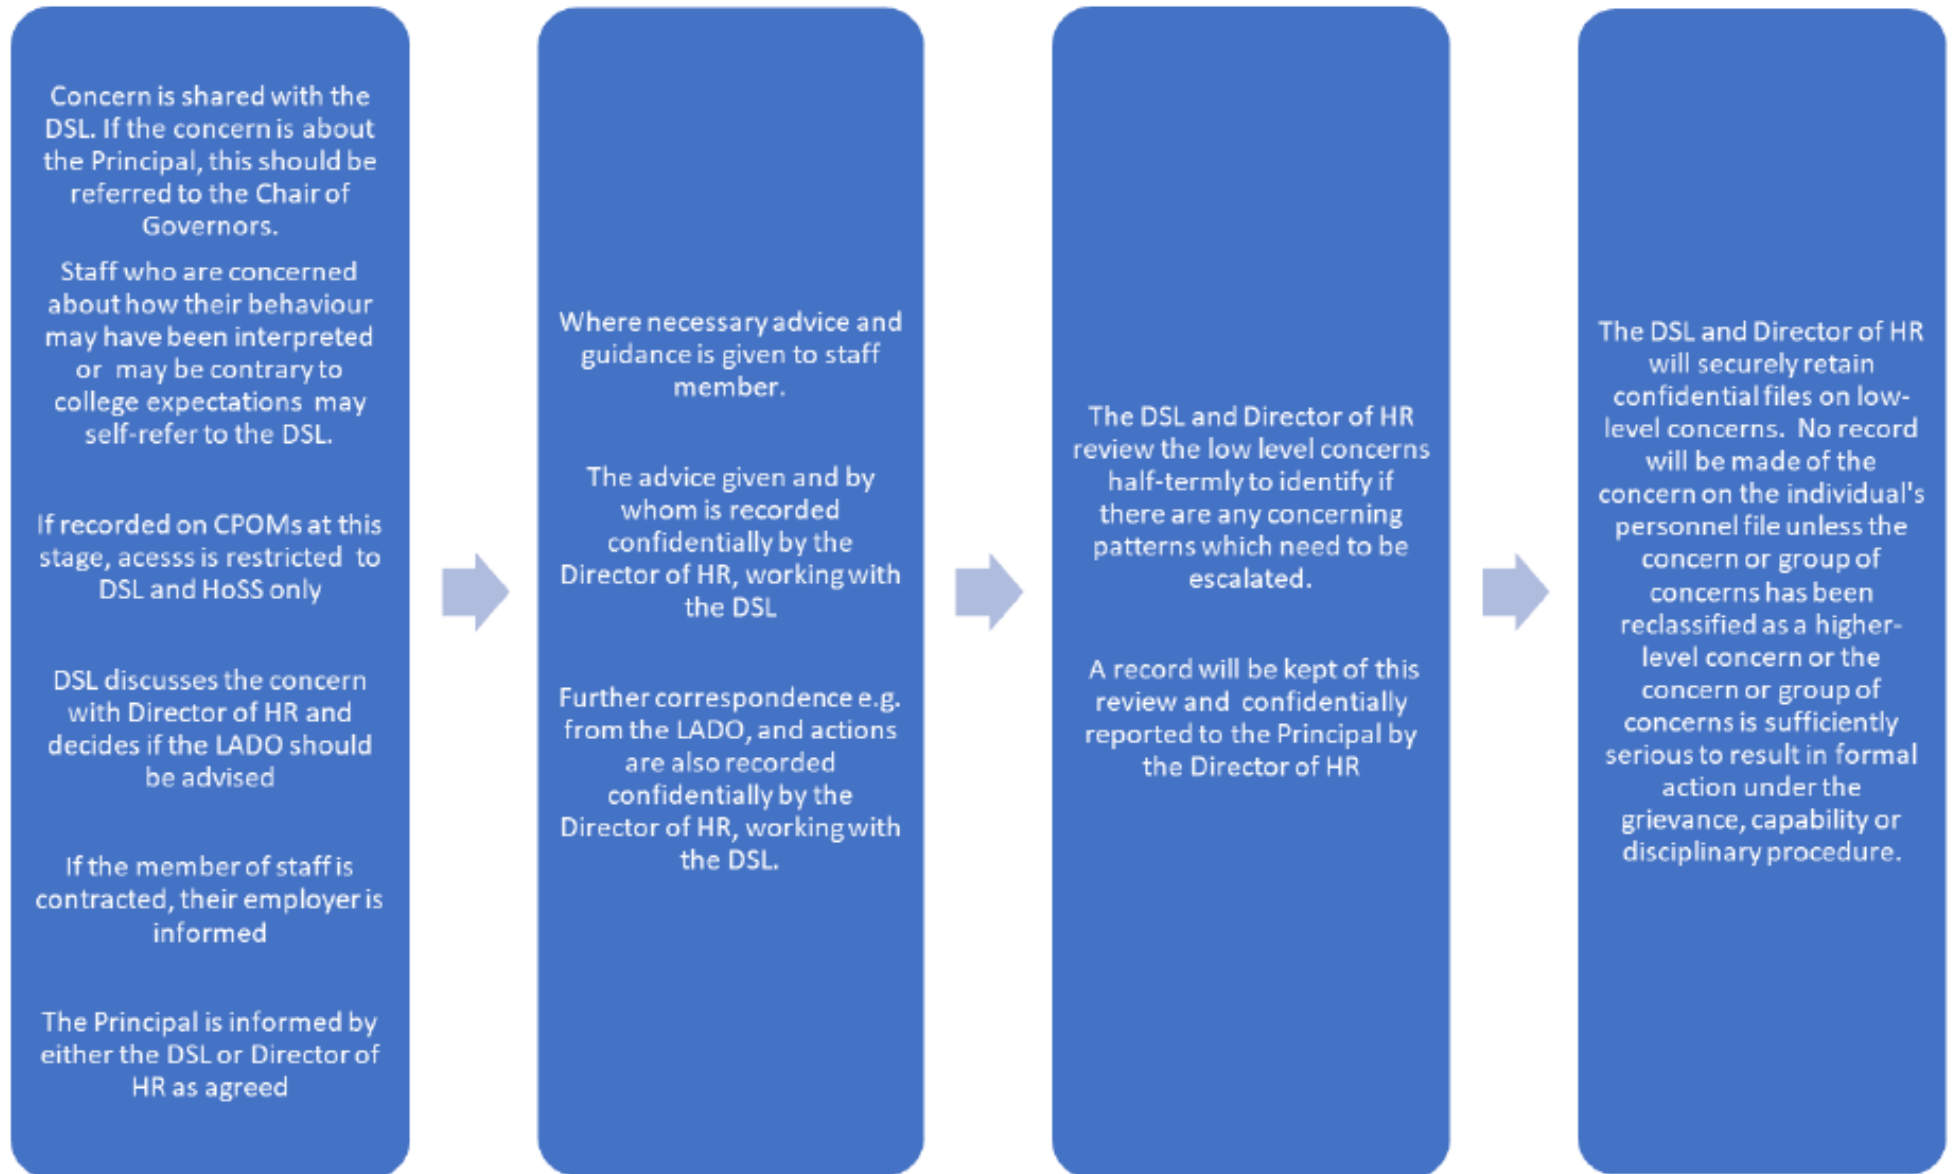 Concern is shared with the
DSL. If the concern is about
the Principal, this should be
referred to the Chair of
Governors.
Staff who are concerned
about how their behaviour
may have been interpreted
or may be contrary to
college expectations may
self-refer to the DSL.
If recorded on CPOMs at this
stage, acesss is restricted to
DSL and HoSS only
DSL discusses the concern
with Director of HR and
decides if the LADO should
be advised
If the member of staff is
contracted, their employer is
informed
The Principal is informed by
either the DSL or Director of
HR as agreed
Where necessary advice and
guidance is given to staff
member.
The advice given and by
whom is recorded
confidentially by the
Director of HR, working with
the DSL
Further correspondence e.g.
from the LADO, and actions
are also recorded
confidentially by the
Director of HR, working with
the DSL.
The DSL and Director of HR
review the low level concerns
half-termly to identify if
there are any concerning
patterns which need to be
escalated.
A record will be kept of this
review and confidentially
reported to the Principal by
the Director of HR
The DSL and Director of HR
will securely retain
confidential files on low-
level concerns. No record
will be made of the
concern on the individual's
personnel file unless the
concern or group of
concerns has been
reclassified as a higher-
level concern or the
concern or group of
concerns is sufficiently
serious to result in formal
action under the
grievance, capability or
disciplinary procedure.